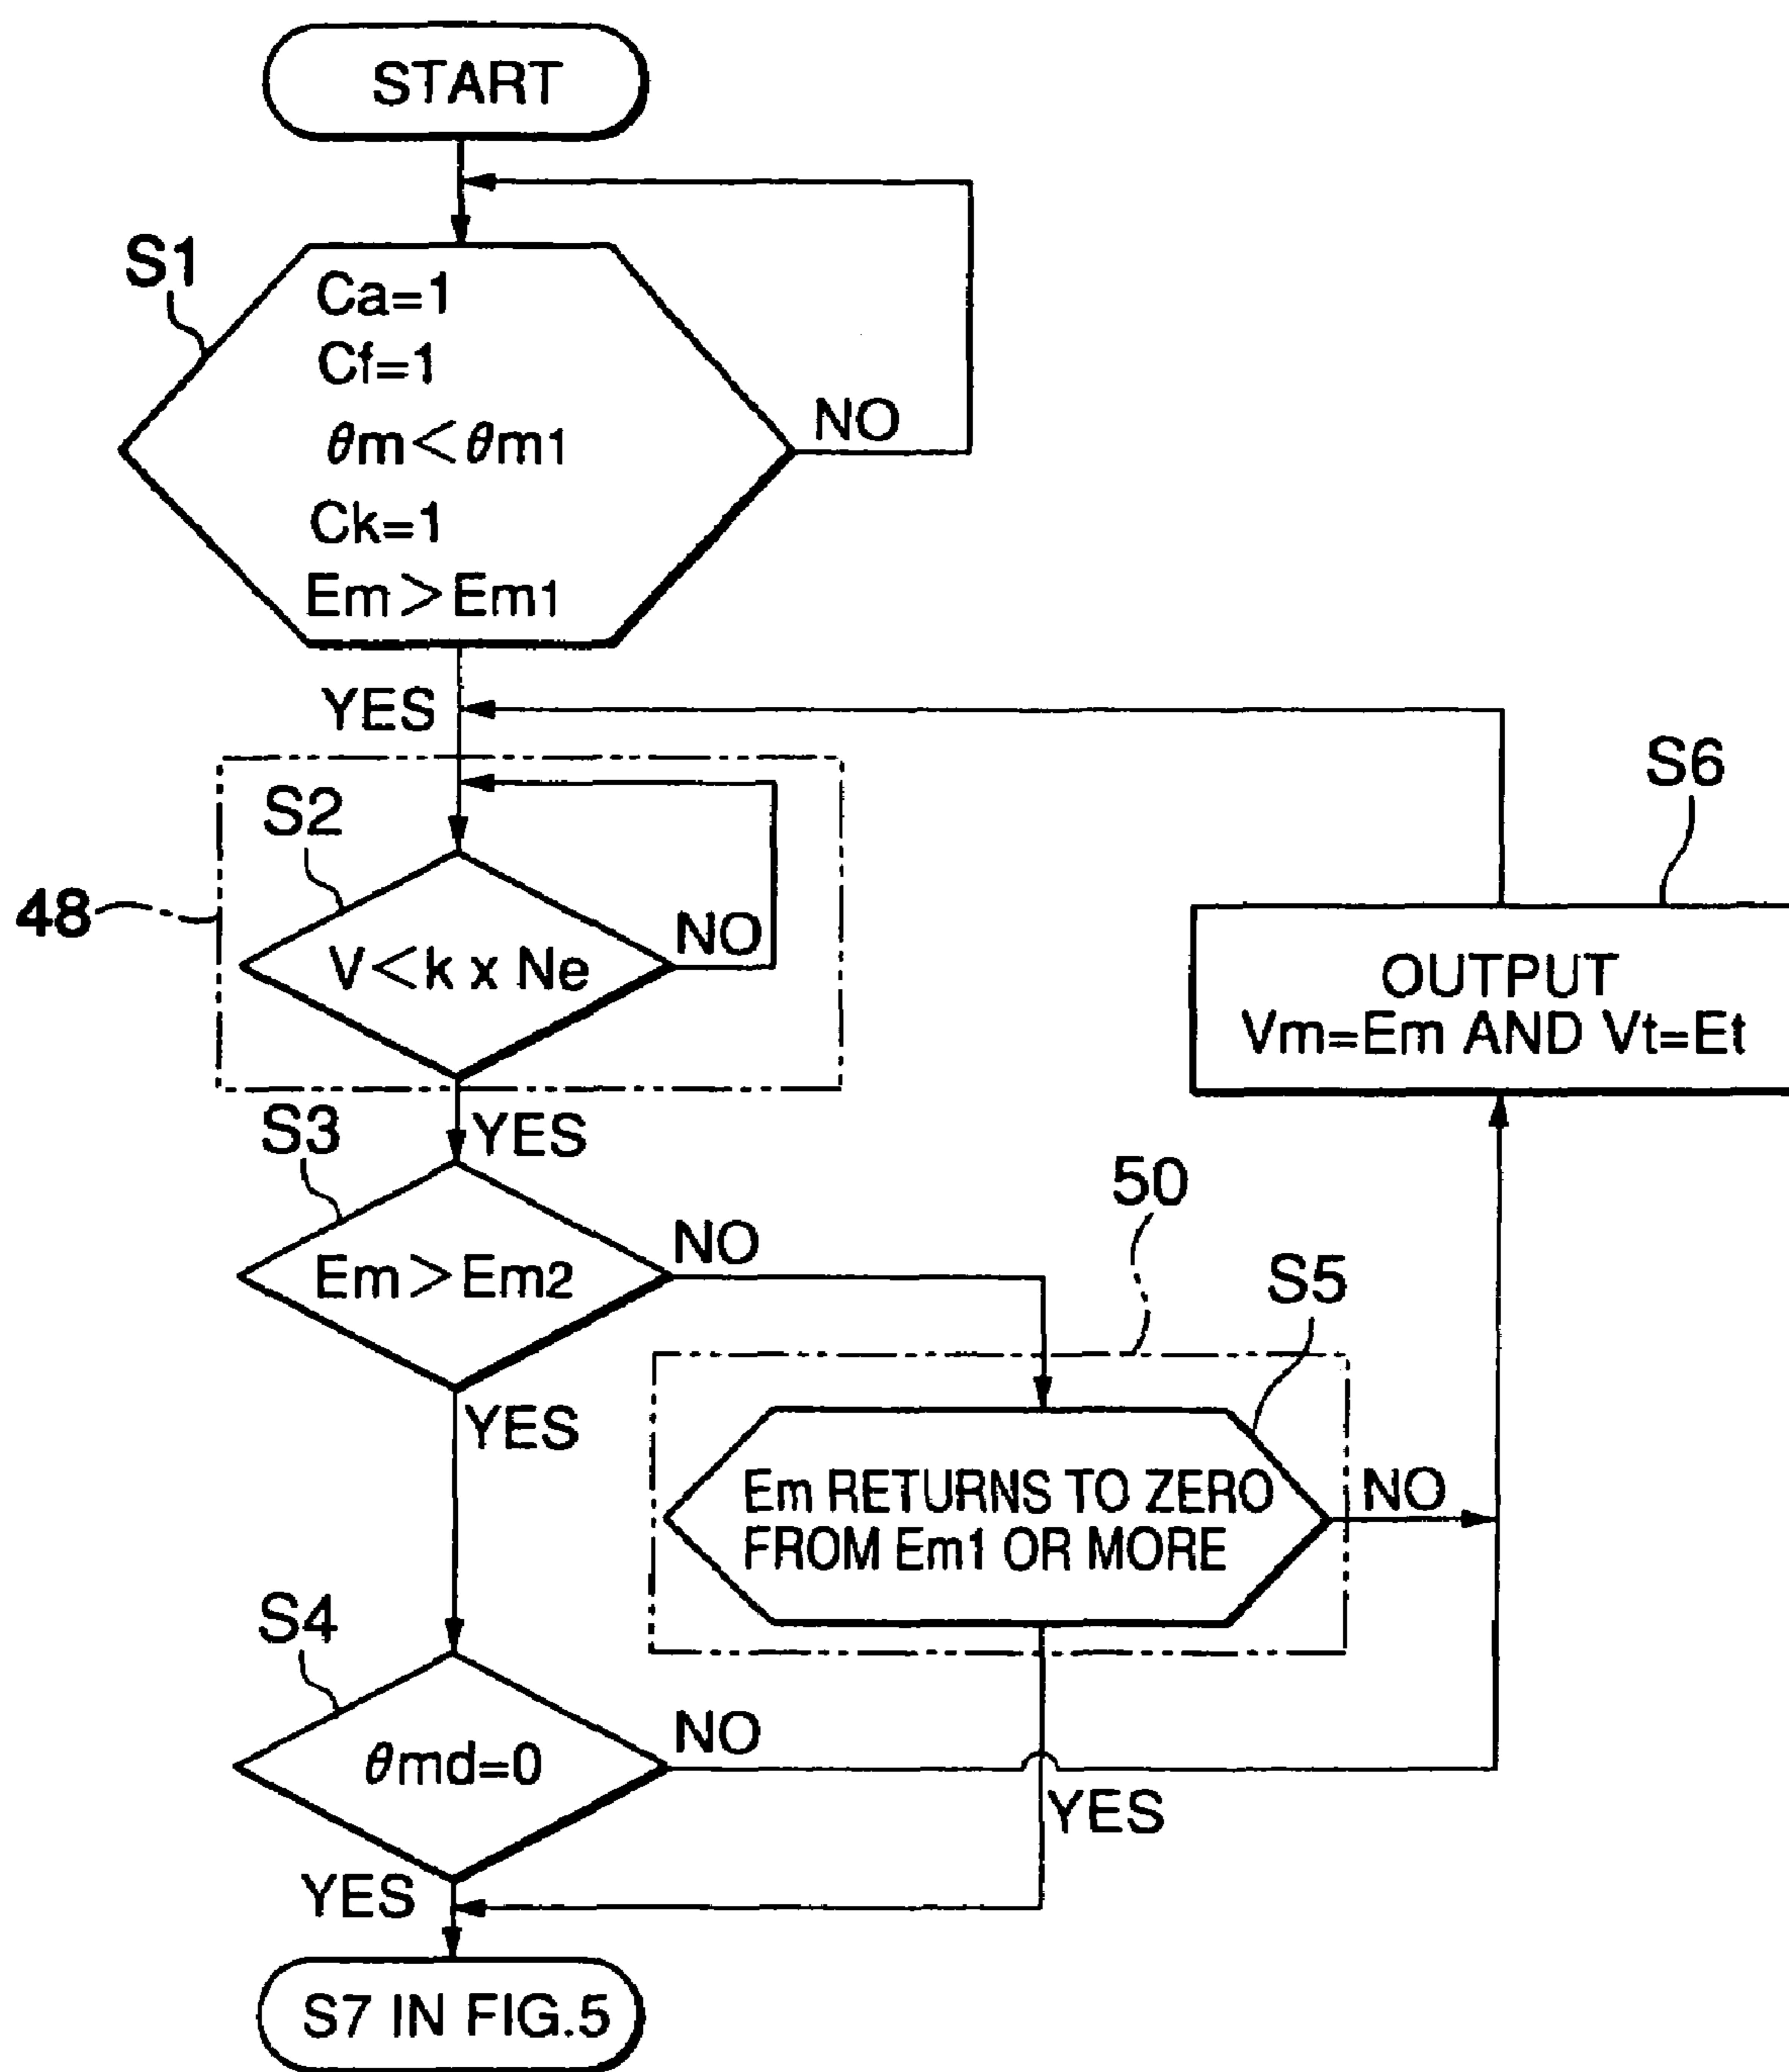 START
S1
Ca=1
Cf=1
θm<θm1
NO
Ck=1
Em>Em1
YES
S6
S2
48
NO
V<k x Ne
OUTPUT
Vm=Em AND Vt=Et
S3
YES
50
NO
S5
Em>Em2
YES
Em RETURNS TO ZERO
FROM Em1 OR MORE
NO
S4
NO
θmd=0
YES
YES
S7 IN FIG.5